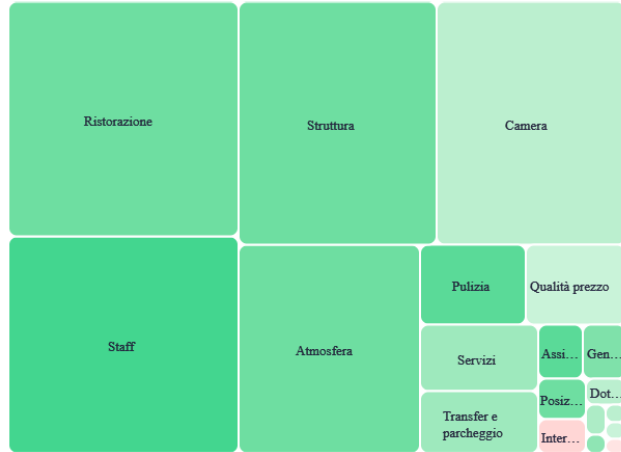 Ristorazione
Struttura
Camera
Staff
Atmosfera
Pulizia
Qualità prezzo
Servizi
Assi...
Gen...
Transfer e
parcheggio
Posiz...
Dot...
Inter...